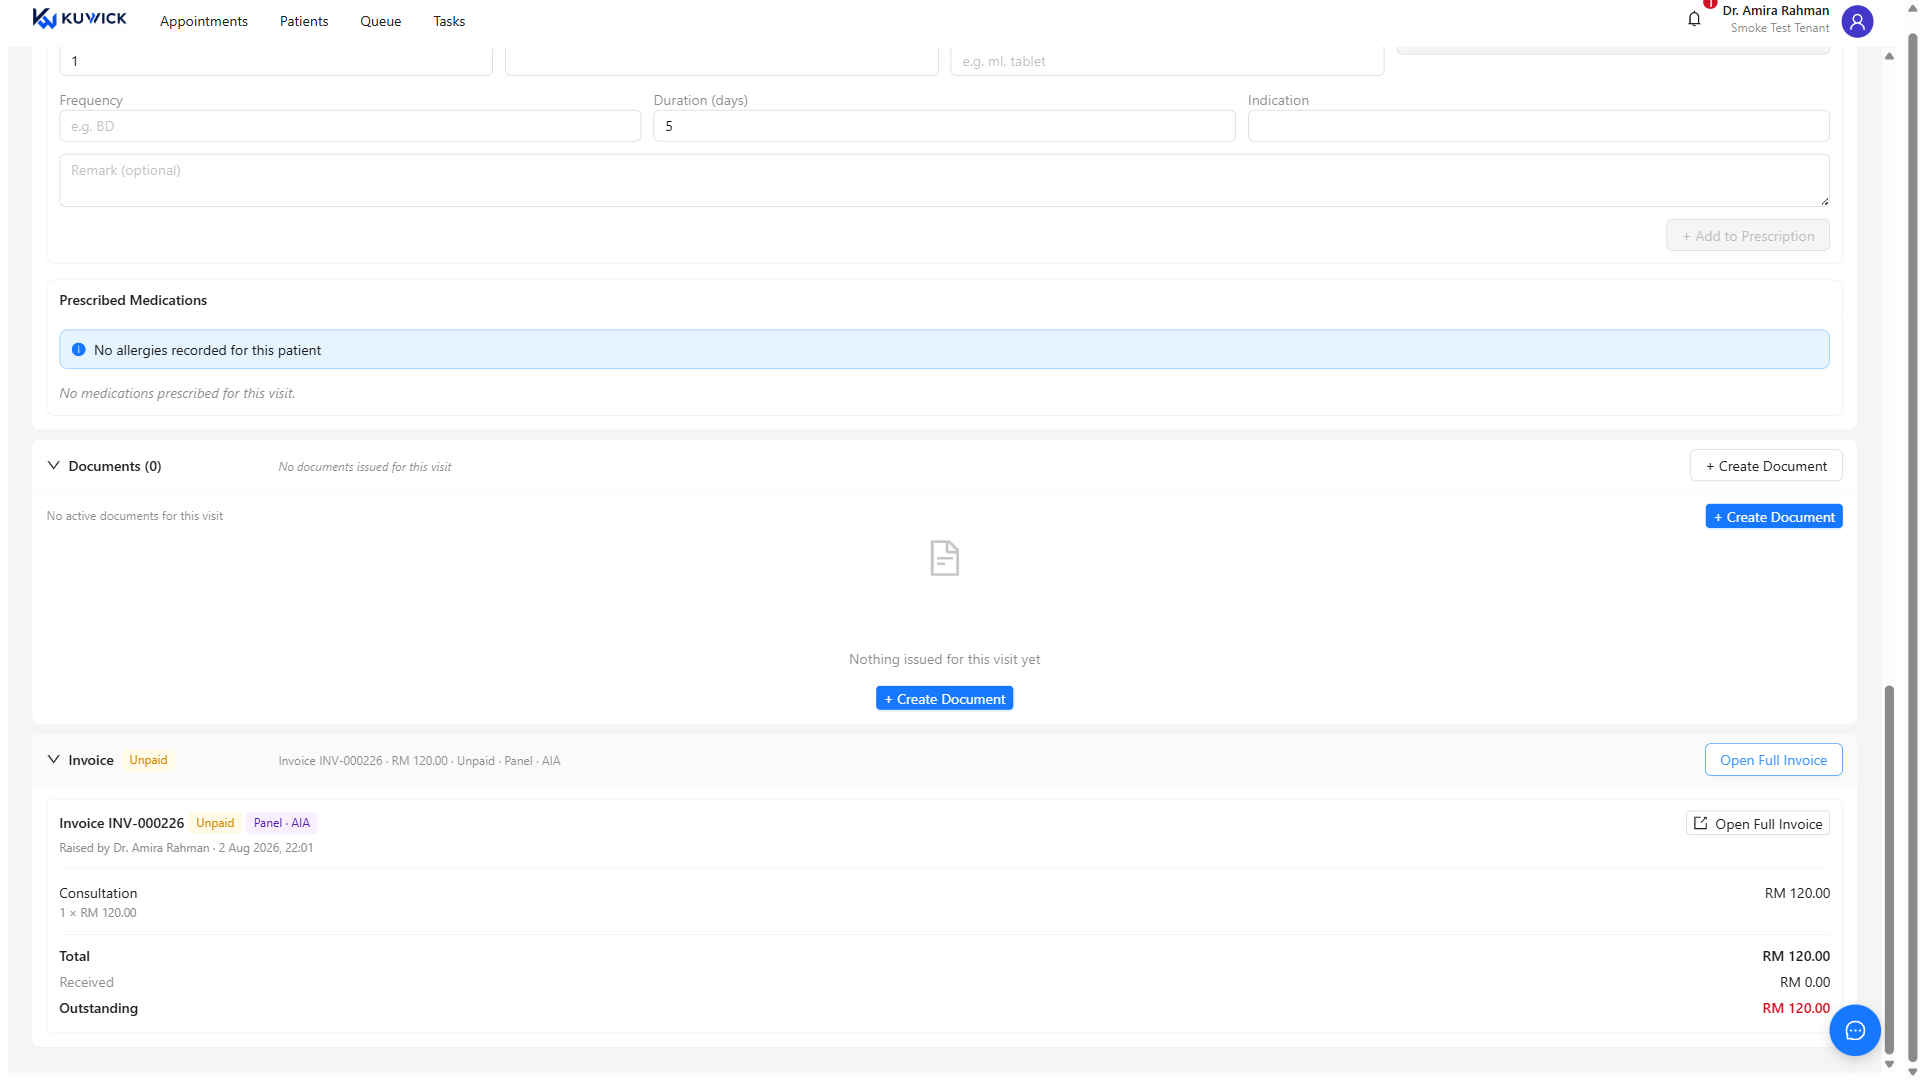 KUWICK
Appointments
Patients
Queue
Tasks
1
Dr. Amira Rahman
Smoke Test Tenant
1
e.g. ml, tablet
Frequency
Duration (days)
Indication
e.g. BD
5
Remark (optional)
+ Add to Prescription
Prescribed Medications
No allergies recorded for this patient
No medications prescribed for this visit.
Documents (0)
No documents issued for this visit
+ Create Document
No active documents for this visit
+ Create Document
Nothing issued for this visit yet
+ Create Document
Invoice Unpaid
Invoice INV-000226 · RM 120.00 · Unpaid · Panel · AIA
Open Full Invoice
Invoice INV-000226 Unpaid Panel · AIA
Open Full Invoice
Raised by Dr. Amira Rahman · 2 Aug 2026, 22:01
Consultation
RM 120.00
1 × RM 120.00
Total
RM 120.00
Received
RM 0.00
Outstanding
RM 120.00